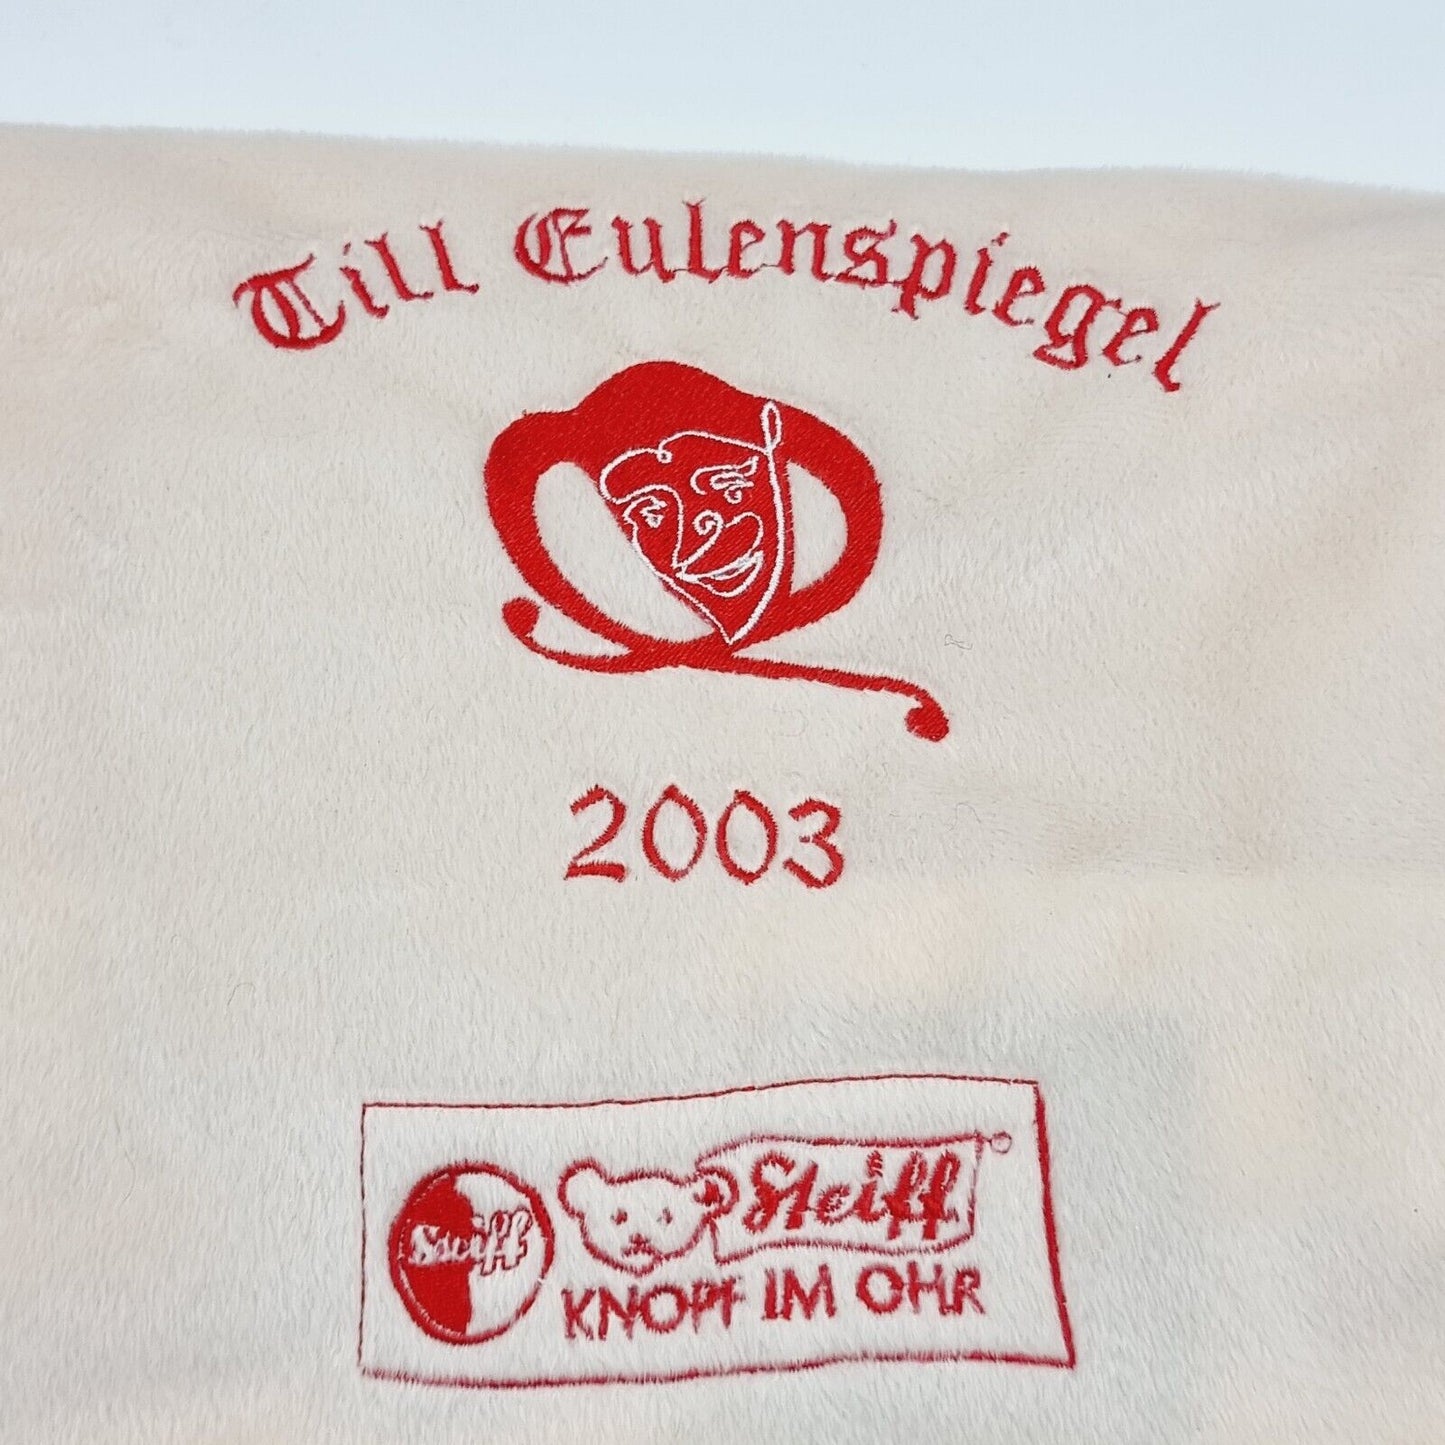 Till Eulenspiegel
2003
Steiff
Steiff
KNOPF IM OHR